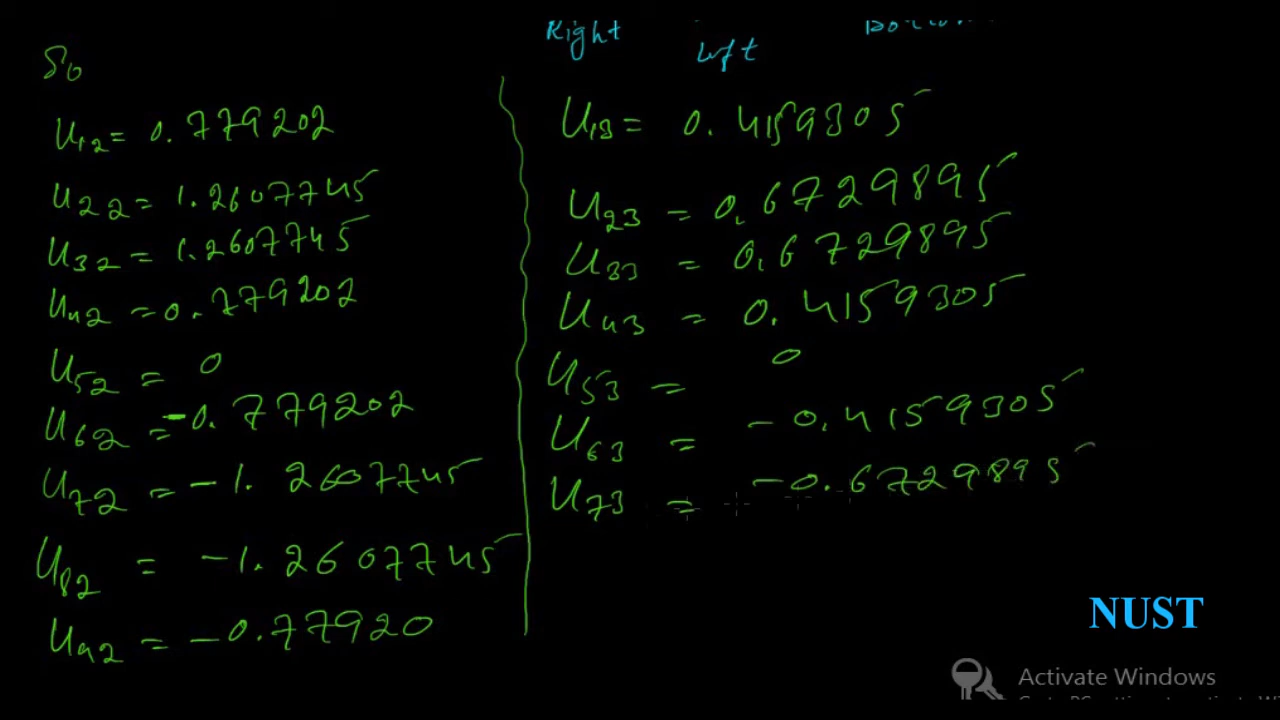 Right
Left
So
U12 = 0.779202
U22 = 1.2607745
U32 = 1.2607745
U42 = 0.779202
U52 = 0
U62 = -0.779202
U72 = -1.2607745
U82 = -1.2607745
U92 = -0.77920
U13 = 0.4159305
U23 = 0.6729895
U33 = 0.6729895
U43 = 0.4159305
U53 = 0
U63 = -0.4159305
U73 = -0.6729895
NUST
Activate Windows